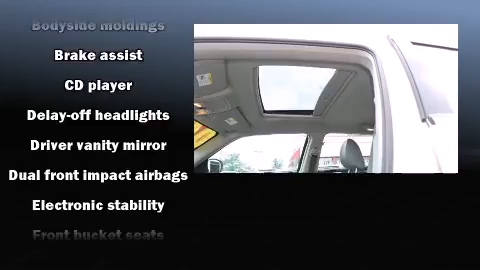 Bodyside moldings
Brake assist
CD player
Delay-off headlights
Driver vanity mirror
Dual front impact airbags
Electronic stability
Front bucket seats